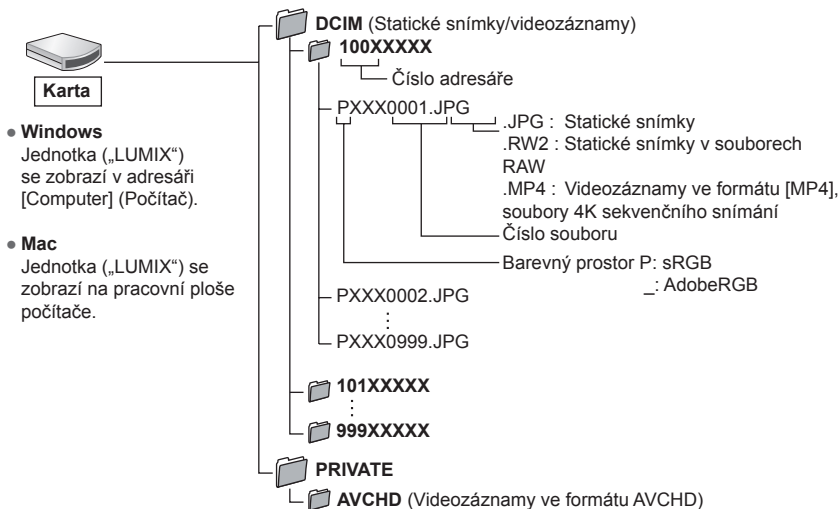 Karta
● Windows
Jednotka („LUMIX“)
se zobrazí v adresáři
[Computer] (Počítač).
● Mac
Jednotka („LUMIX“) se
zobrazí na pracovní ploše
počítače.
DCIM (Statické snímky/videozáznamy)
100XXXXX
Číslo adresáře
PXXX0001.JPG
.JPG : Statické snímky
.RW2 : Statické snímky v souborech
RAW
.MP4 : Videozáznamy ve formátu [MP4],
soubory 4K sekvenčního snímání
Číslo souboru
Barevný prostor P: sRGB
_: AdobeRGB
PXXX0002.JPG
PXXX0999.JPG
101XXXXX
999XXXXX
PRIVATE
AVCHD (Videozáznamy ve formátu AVCHD)